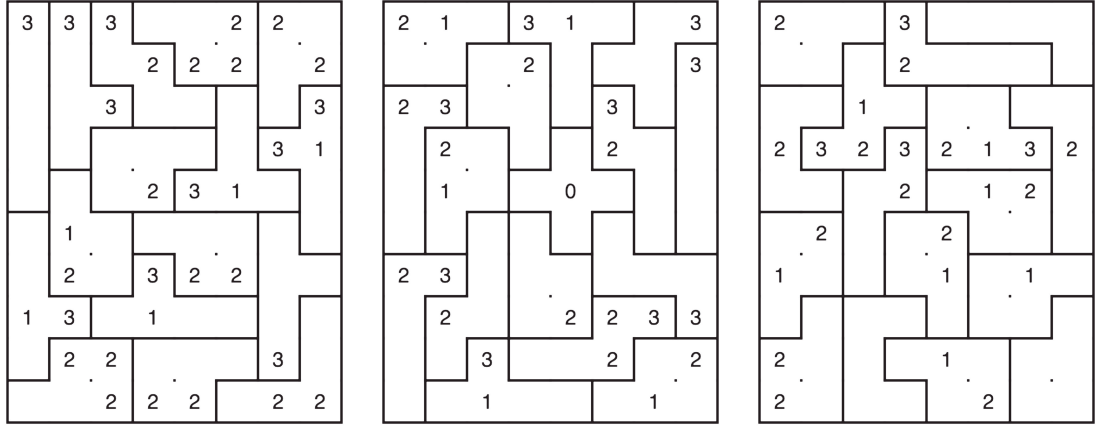 3 3 3 2 2 2 1 3 1 3 2
2 2 2 2 2 3 2
3 3 2 3 3 1
3 1 2 2 3 2 3 2 1 3 2
2 3 1 1 0 2 1 2
1 2 2
2 3 2 2 2 3 1 1 1
1 3 1 2 2 2 3 3
2 2 3 3 2 2 2 1
2 2 2 2 2 1 1 2 2